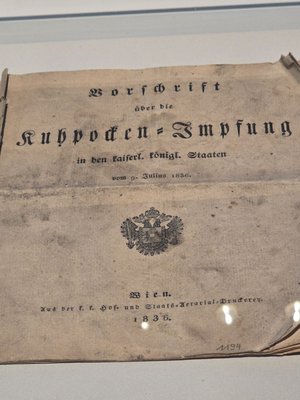 Vorschrift
über die
Kuhpocken-Impfung
in den kaiserl. königl. Staaten
vom 9. Julius 1836.
Wien.
Aus der k. k. Hof- und Staats-Aerarial-Druckerey.
1836.
1194